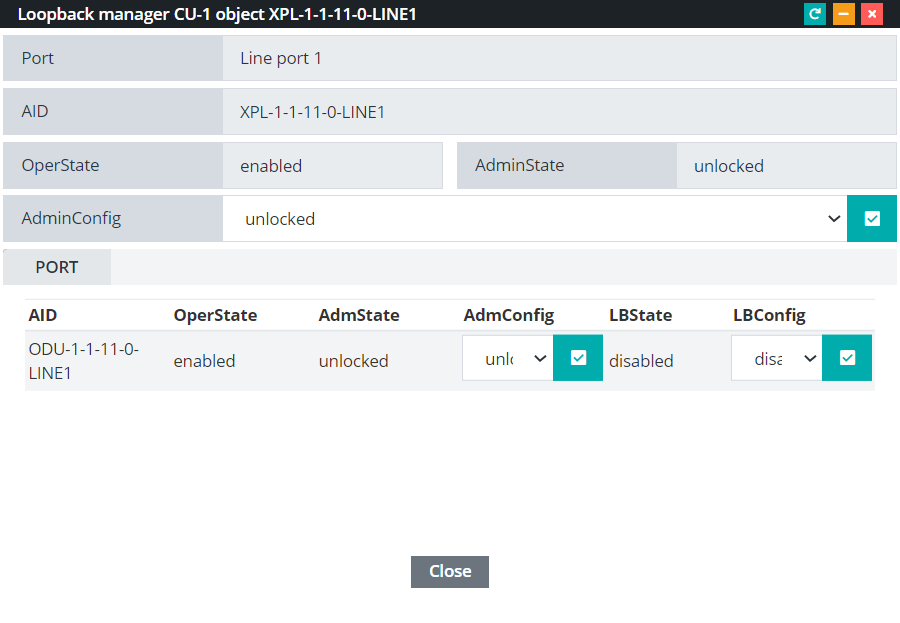 Loopback manager CU-1 object XPL-1-1-11-0-LINE1
Port Line port 1
AID XPL-1-1-11-0-LINE1
OperState enabled AdminState unlocked
AdminConfig unlocked
PORT
AID OperState AdmState AdmConfig LBState LBConfig
ODU-1-1-11-0-
LINE1 enabled unlocked unlc disabled disa
Close